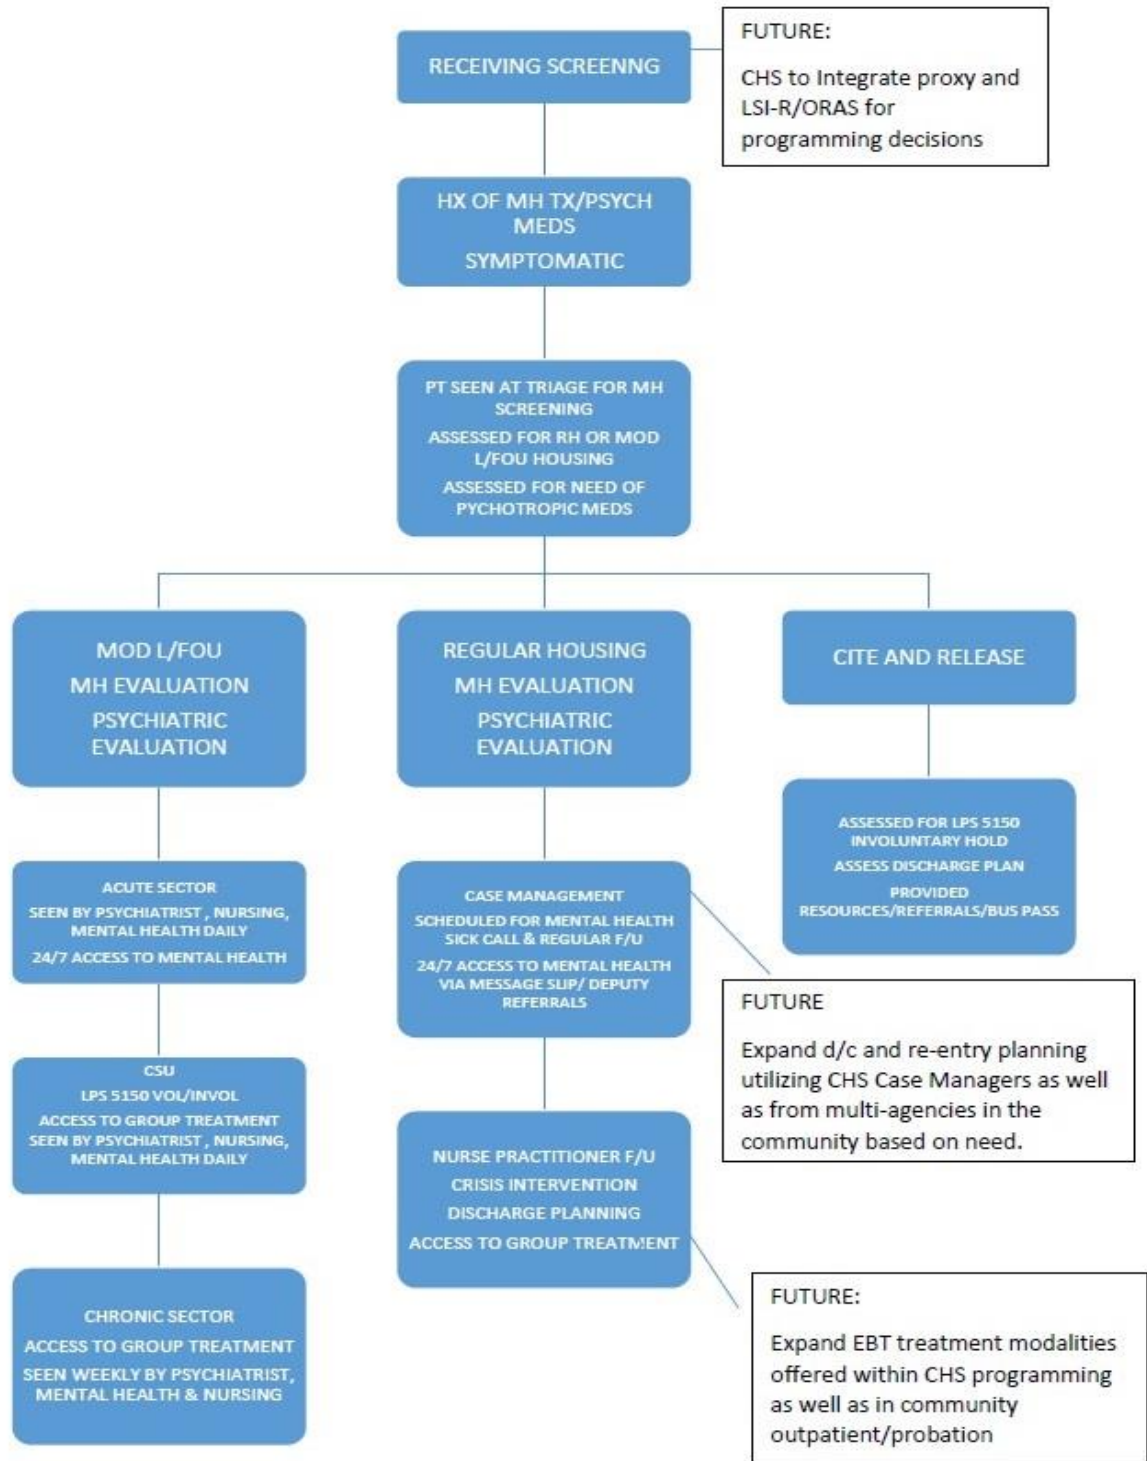 RECEIVING SCREENNG
FUTURE:
CHS to Integrate proxy and
LSI-R/ORAS for
programming decisions
HX OF MH TX/PSYCH
MEDS
SYMPTOMATIC
PT SEEN AT TRIAGE FOR MH
SCREENING
ASSESSED FOR RH OR MOD
L/FOU HOUSING
ASSESSED FOR NEED OF
PYCHOTROPIC MEDS
MOD L/FOU
MH EVALUATION
PSYCHIATRIC
EVALUATION
REGULAR HOUSING
MH EVALUATION
PSYCHIATRIC
EVALUATION
CITE AND RELEASE
ACUTE SECTOR
SEEN BY PSYCHIATRIST , NURSING,
MENTAL HEALTH DAILY
24/7 ACCESS TO MENTAL HEALTH
CASE MANAGEMENT
SCHEDULED FOR MENTAL HEALTH
SICK CALL & REGULAR F/U
24/7 ACCESS TO MENTAL HEALTH
VIA MESSAGE SLIP/ DEPUTY
REFERRALS
ASSESSED FOR LPS 5150
INVOLUNTARY HOLD
ASSESS DISCHARGE PLAN
PROVIDED
RESOURCES/REFERRALS/BUS PASS
FUTURE
Expand d/c and re-entry planning
utilizing CHS Case Managers as well
as from multi-agencies in the
community based on need.
CSU
LPS 5150 VOL/INVOL
ACCESS TO GROUP TREATMENT
SEEN BY PSYCHIATRIST , NURSING,
MENTAL HEALTH DAILY
NURSE PRACTITIONER F/U
CRISIS INTERVENTION
DISCHARGE PLANNING
ACCESS TO GROUP TREATMENT
CHRONIC SECTOR
ACCESS TO GROUP TREATMENT
SEEN WEEKLY BY PSYCHIATRIST,
MENTAL HEALTH & NURSING
FUTURE:
Expand EBT treatment modalities
offered within CHS programming
as well as in community
outpatient/probation